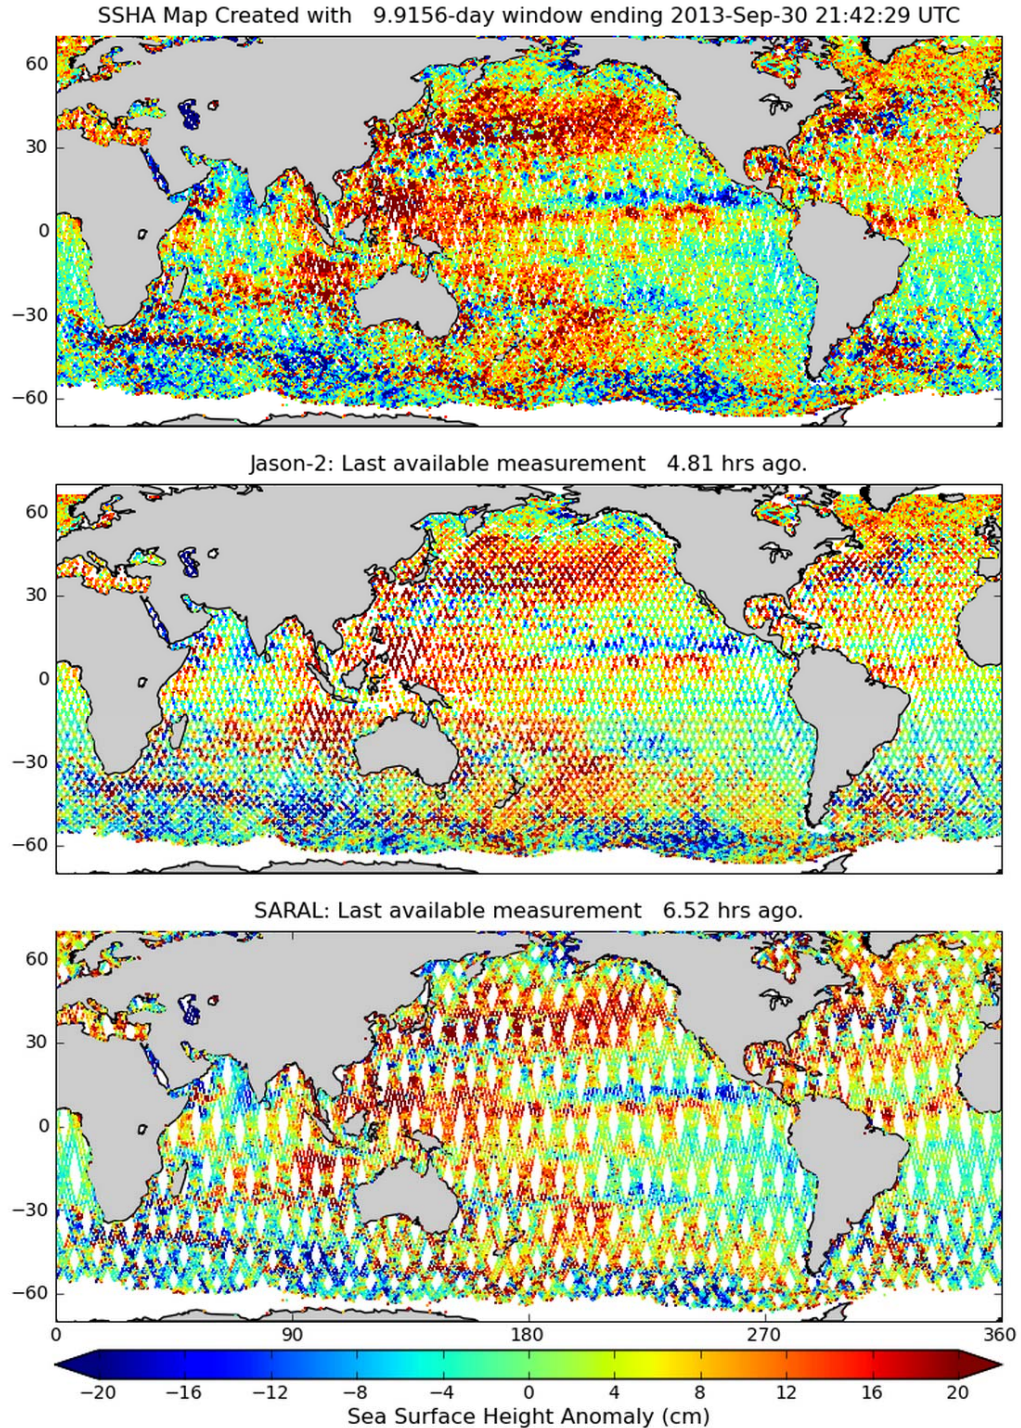 SSHA Map Created with 9.9156-day window ending 2013-Sep-30 21:42:29 UTC
60
30
0
−30
−60
Jason-2: Last available measurement 4.81 hrs ago.
60
30
0
−30
−60
SARAL: Last available measurement 6.52 hrs ago.
60
30
0
−30
−60
0 90 180 270 360
−20 −16 −12 −8 −4 0 4 8 12 16 20
Sea Surface Height Anomaly (cm)